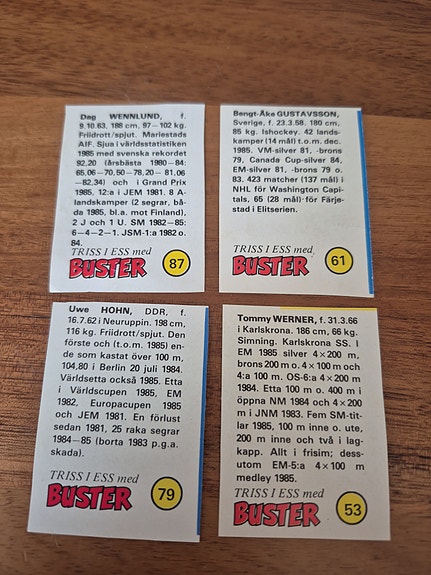 Dag WENNLUND, f.
9.10.63. 188 cm, 97–102 kg.
Friidrott/spjut. Mariestads
AIF. Sjua i världsstatistiken
1985 med svenska rekordet
92,20 (årsbästa 1980–84:
65,06–70,50–78,20–81,06
–82,34) och i Grand Prix
1985, 12:a i JEM 1981. 8 A-
landskamper (2 segrar, bå-
da 1985, bl.a. mot Finland),
2 J och 1 U. SM 1982–85:
6–4–2–1. JSM-1:a 1982 o.
84.
TRISS I ESS med
BUSTER
87
Bengt-Åke GUSTAVSSON,
Sverige, f. 23.3.58. 180 cm,
85 kg. Ishockey. 42 lands-
kamper (14 mål) t.o.m. dec.
1985. VM-silver 81, -brons
79, Canada Cup-silver 84,
EM-silver 81, -brons 79 o.
83. 423 matcher (137 mål) i
NHL för Washington Capi-
tals, 65 (28 mål) för Färje-
stad i Elitserien.
TRISS I ESS med
BUSTER
61
Uwe HOHN, DDR, f.
16.7.62 i Neuruppin. 198 cm,
116 kg. Friidrott/spjut. Den
förste och (t.o.m. 1985) en-
de som kastat över 100 m,
104,80 i Berlin 20 juli 1984.
Världsetta också 1985. Etta
i Världscupen 1985, EM
1982, Europacupen 1985
och JEM 1981. En förlust
sedan 1981, 25 raka segrar
1984–85 (borta 1983 p.g.a.
skada).
TRISS I ESS med
BUSTER
79
Tommy WERNER, f. 31.3.66
i Karlskrona. 186 cm, 66 kg.
Simning. Karlskrona SS. I
EM 1985 silver 4×200 m,
brons 200 m o. 4×100 m och
4:a 100 m. OS-6:a 4×200 m
1984. Etta 100 m o. 400 m i
öppna NM 1984 och 4×200
m i JNM 1983. Fem SM-tit-
lar 1985, 100 m inne o. ute,
200 m inne och två i lag-
kapp. Allt i frisim; dess-
utom EM-5:a 4×100 m
medley 1985.
TRISS I ESS med
BUSTER
53